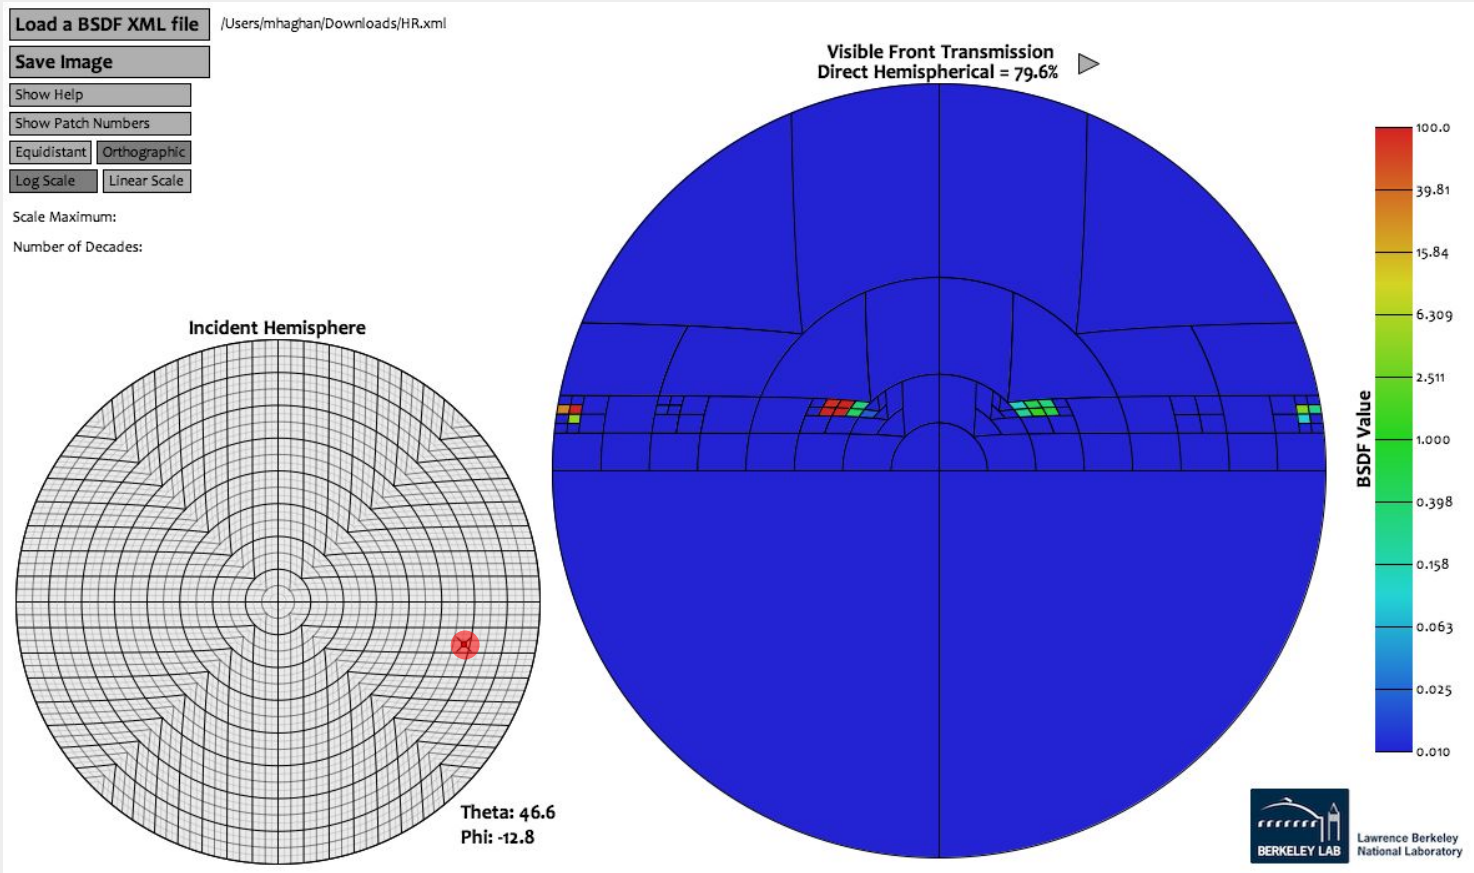 Load a BSDF XML file
/Users/mhaghan/Downloads/HR.xml
Save Image
Show Help
Show Patch Numbers
Equidistant
Orthographic
Log Scale
Linear Scale
Scale Maximum:
Number of Decades:
Visible Front Transmission
Direct Hemispherical = 79.6%
Incident Hemisphere
Theta: 46.6
Phi: -12.8
BSDF Value
100.0
39.81
15.84
6.309
2.511
1.000
0.398
0.158
0.063
0.025
0.010
BERKELEY LAB
Lawrence Berkeley
National Laboratory